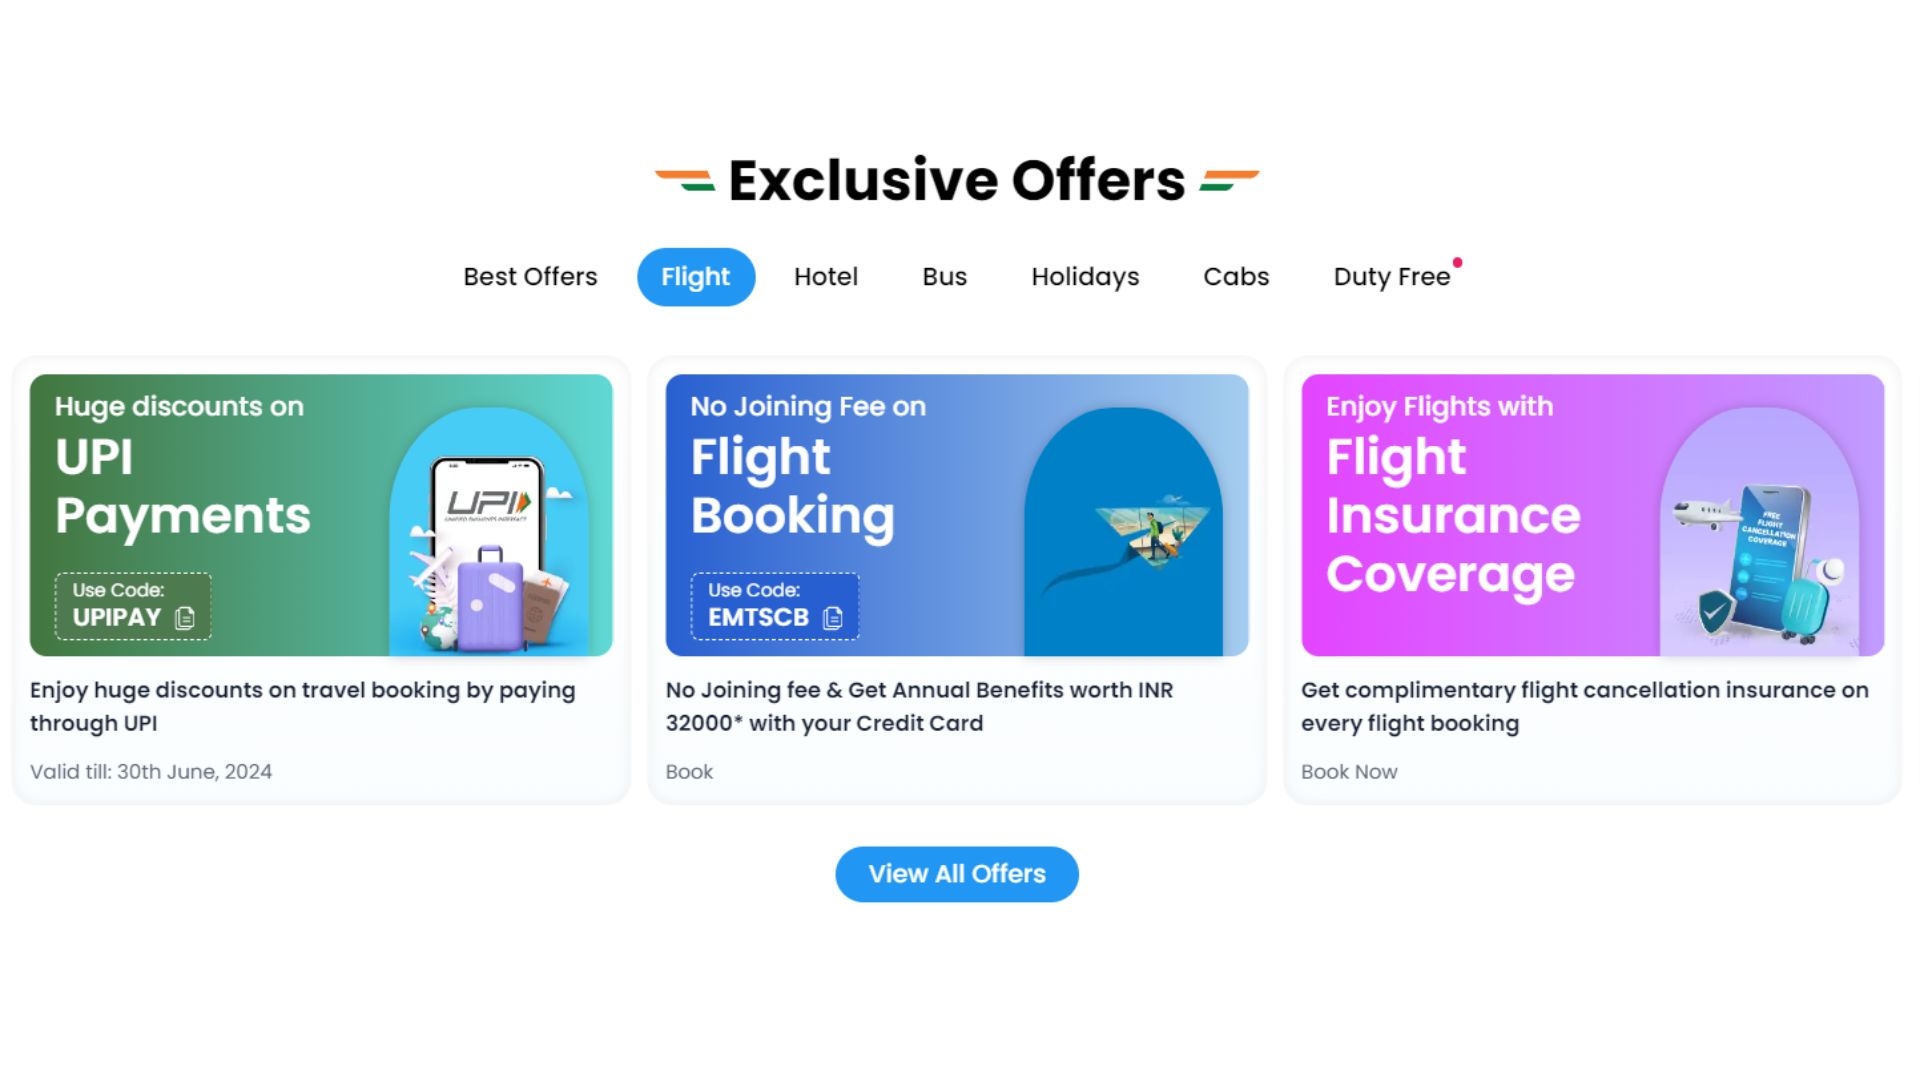 Exclusive Offers
Best Offers Flight Hotel Bus Holidays Cabs Duty Free
Huge discounts on
UPI
Payments
Use Code:
UPIPAY
UPI
Enjoy huge discounts on travel booking by paying
through UPI
Valid till: 30th June, 2024
No Joining Fee on
Flight
Booking
Use Code:
EMTSCB
No Joining fee & Get Annual Benefits worth INR
32000* with your Credit Card
Book
Enjoy Flights with
Flight
Insurance
Coverage
FREE
FLIGHT
CANCELLATION
COVERAGE
Get complimentary flight cancellation insurance on
every flight booking
Book Now
View All Offers